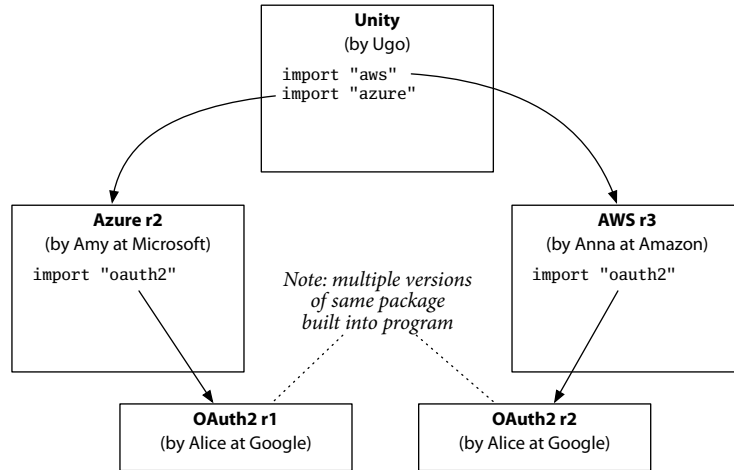 Unity
(by Ugo)
import "aws"
import "azure"
Azure r2
(by Amy at Microsoft)
import "oauth2"
AWS r3
(by Anna at Amazon)
import "oauth2"
Note: multiple versions
of same package
built into program
OAuth2 r1
(by Alice at Google)
OAuth2 r2
(by Alice at Google)